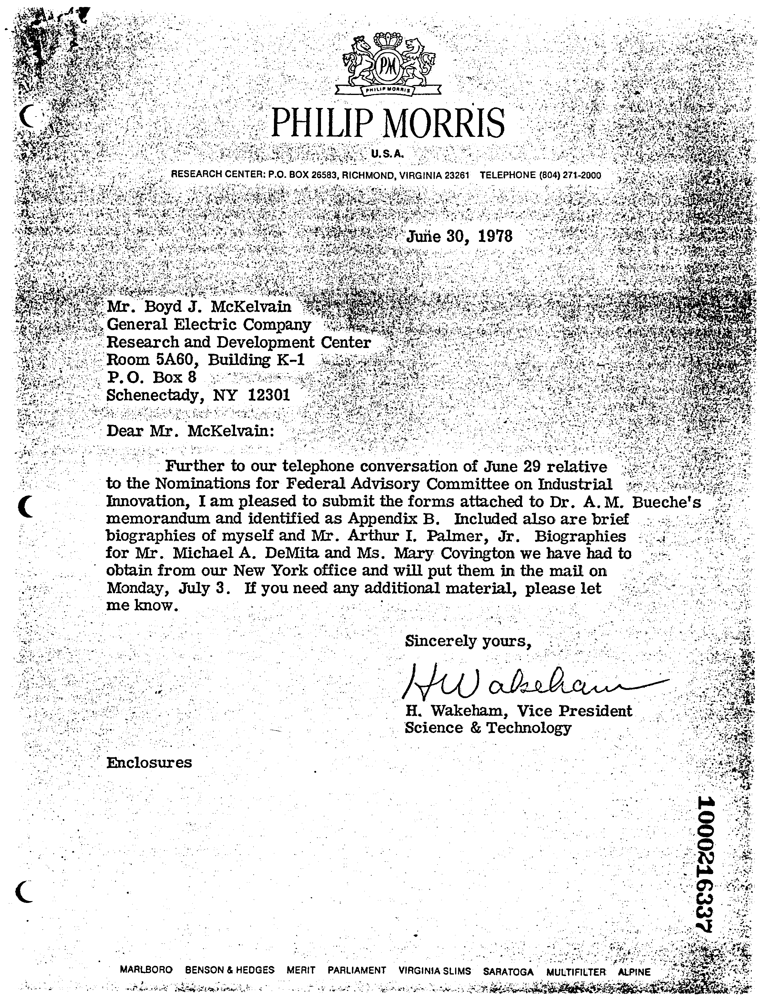 PM
PHILIP MORRIS
PHILIP MORRIS
U.S.A.
RESEARCH CENTER: P.O. BOX 26583, RICHMOND, VIRGINIA 23261 TELEPHONE (804) 271-2000
June 30, 1978
Mr. Boyd J. McKelvain
General Electric Company
Research and Development Center
Room 5A60, Building K-1
P.O. Box 8
Schenectady, NY 12301
Dear Mr. McKelvain:
Further to our telephone conversation of June 29 relative
to the Nominations for Federal Advisory Committee on Industrial
Innovation, I am pleased to submit the forms attached to Dr. A.M. Bueche's
memorandum and identified as Appendix B. Included also are brief
biographies of myself and Mr. Arthur I. Palmer, Jr. Biographies
for Mr. Michael A. DeMita and Ms. Mary Covington we have had to
obtain from our New York office and will put them in the mail on
Monday, July 3. If you need any additional material, please let
me know.
Sincerely yours,
HWakeham
H. Wakeham, Vice President
Science & Technology
Enclosures
1000216337
MARLBORO BENSON & HEDGES MERIT PARLIAMENT VIRGINIA SLIMS SARATOGA MULTIFILTER ALPINE